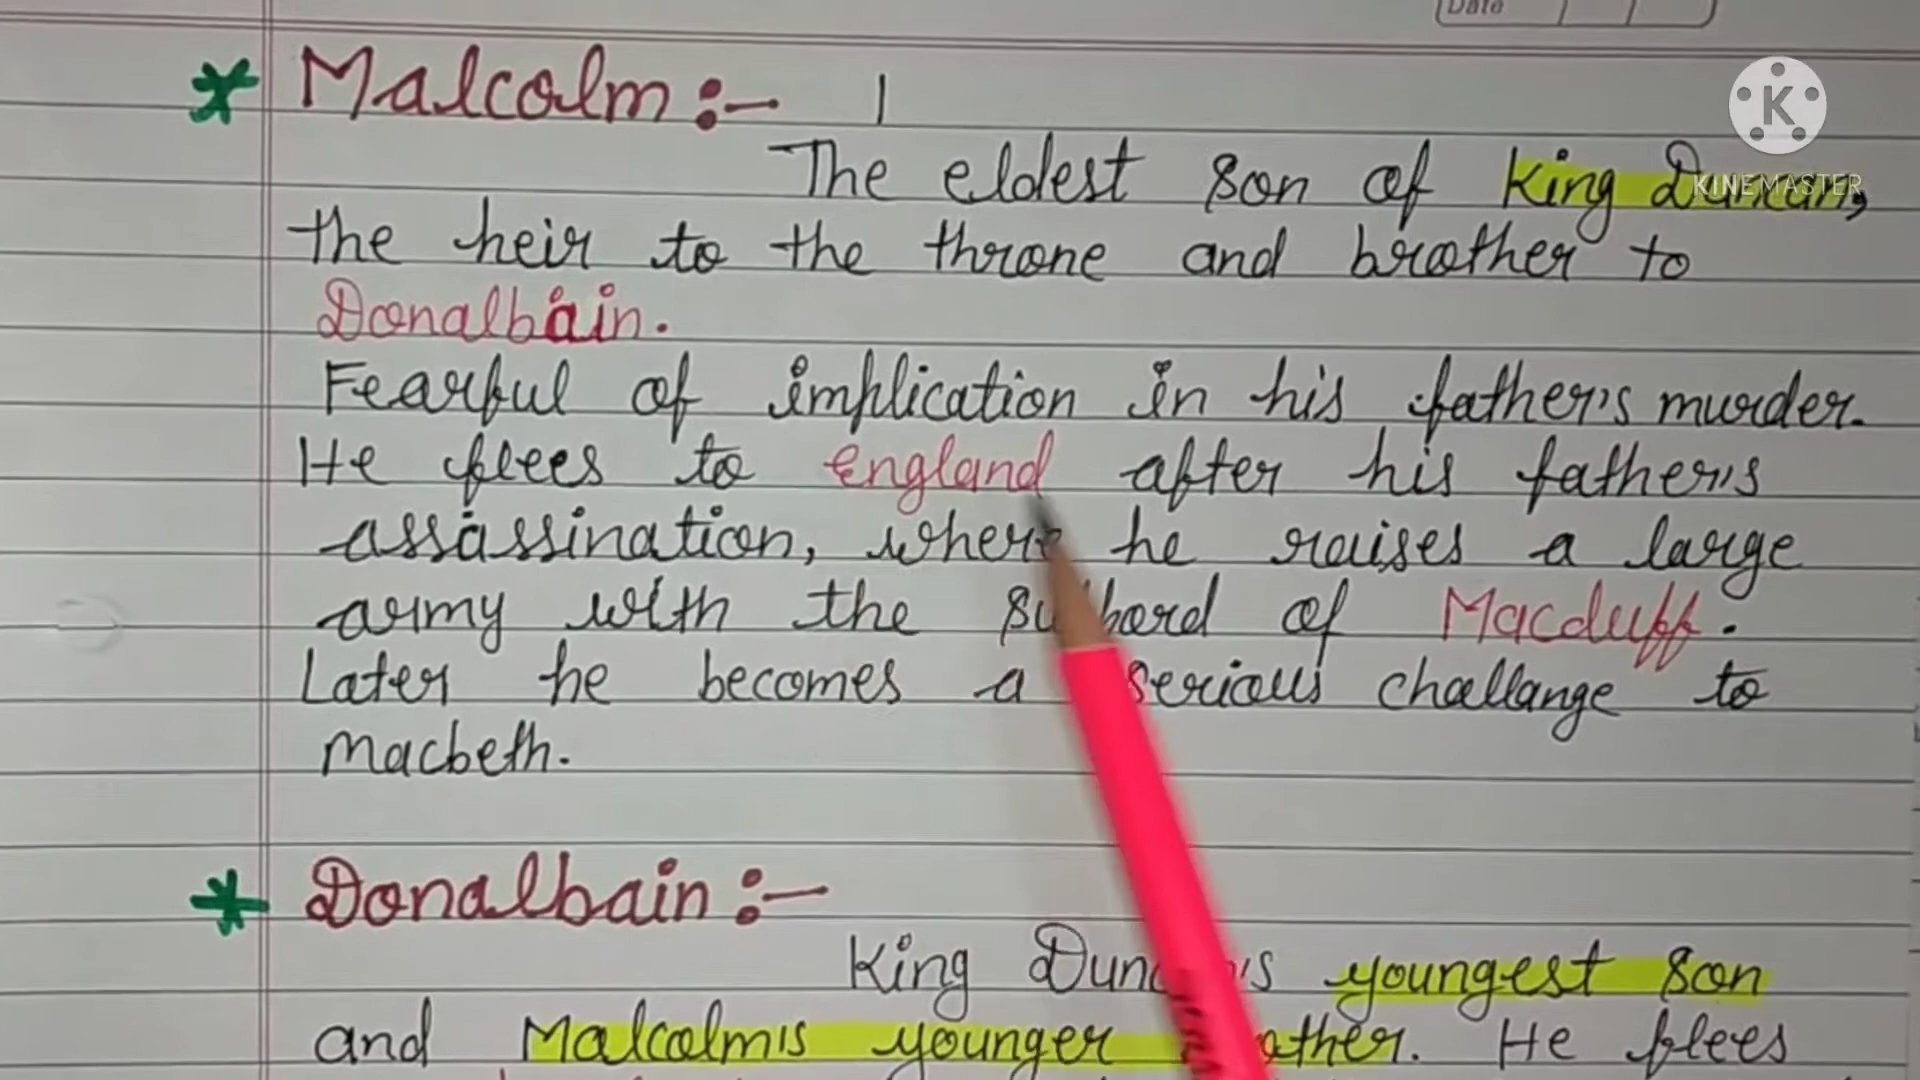 Date
* Malcolm :-
K
The eldest son of King Duncan,
KINEMASTER
the heir to the throne and brother to
Donalbain.
Fearful of implication in his father's murder.
He flees to England after his father's
assassination, where he raises a large
army with the of Macduff.
Later he becomes a serious challange to
Macbeth.
* Donalbain :-
King youngest son
and Malcolm's younger. He flees